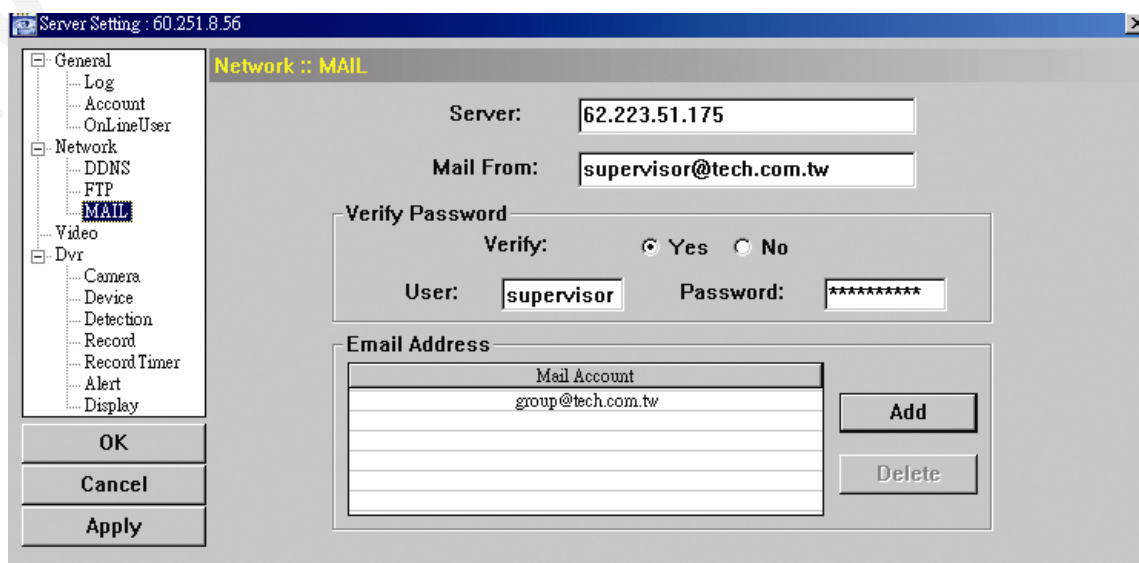 Server Setting : 60.251.8.56
General
Log
Account
OnLineUser
Network
DDNS
FTP
MAIL
Video
Dvr
Camera
Device
Detection
Record
Record Timer
Alert
Display
OK
Cancel
Apply
Network :: MAIL
Server: 62.223.51.175
Mail From: supervisor@tech.com.tw
Verify Password
Verify: Yes No
User: supervisor Password: **********
Email Address
Mail Account
group@tech.com.tw
Add
Delete